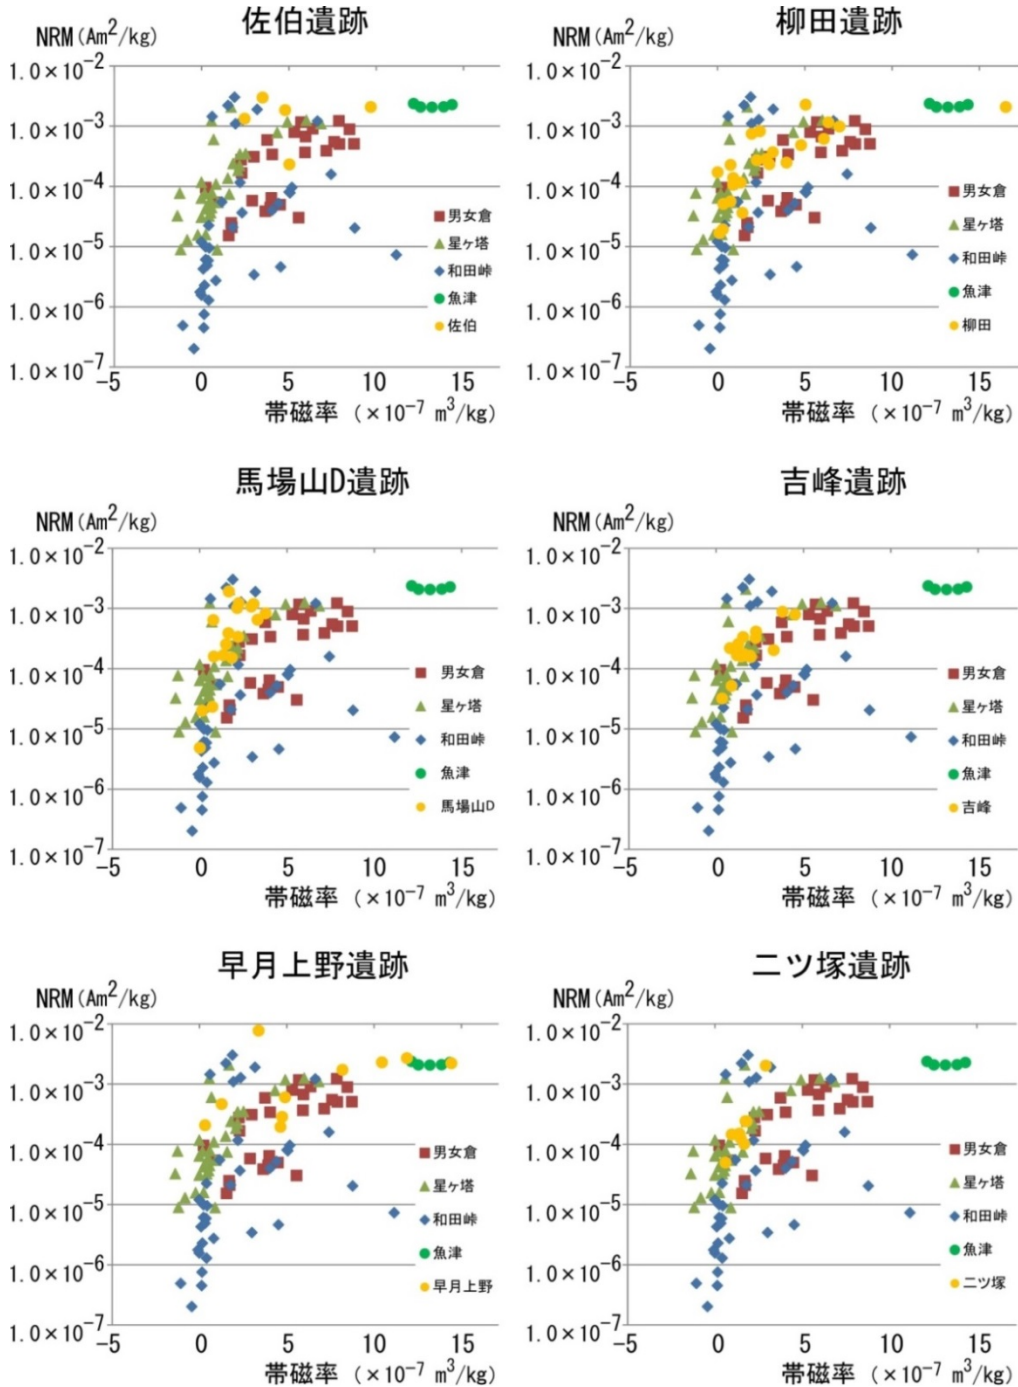 佐伯遺跡
NRM(Am²/kg)
1.0×10⁻²
1.0×10⁻³
1.0×10⁻⁴
1.0×10⁻⁵
1.0×10⁻⁶
1.0×10⁻⁷
男女倉
星ヶ塔
和田峠
魚津
佐伯
-5 0 5 10 15
帯磁率 (×10⁻⁷ m³/kg)
柳田遺跡
NRM(Am²/kg)
1.0×10⁻²
1.0×10⁻³
1.0×10⁻⁴
1.0×10⁻⁵
1.0×10⁻⁶
1.0×10⁻⁷
男女倉
星ヶ塔
和田峠
魚津
柳田
-5 0 5 10 15
帯磁率 (×10⁻⁷ m³/kg)
馬場山D遺跡
NRM(Am²/kg)
1.0×10⁻²
1.0×10⁻³
1.0×10⁻⁴
1.0×10⁻⁵
1.0×10⁻⁶
1.0×10⁻⁷
男女倉
星ヶ塔
和田峠
魚津
馬場山D
-5 0 5 10 15
帯磁率 (×10⁻⁷ m³/kg)
吉峰遺跡
NRM(Am²/kg)
1.0×10⁻²
1.0×10⁻³
1.0×10⁻⁴
1.0×10⁻⁵
1.0×10⁻⁶
1.0×10⁻⁷
男女倉
星ヶ塔
和田峠
魚津
吉峰
-5 0 5 10 15
帯磁率 (×10⁻⁷ m³/kg)
早月上野遺跡
NRM(Am²/kg)
1.0×10⁻²
1.0×10⁻³
1.0×10⁻⁴
1.0×10⁻⁵
1.0×10⁻⁶
1.0×10⁻⁷
男女倉
星ヶ塔
和田峠
魚津
早月上野
-5 0 5 10 15
帯磁率 (×10⁻⁷ m³/kg)
二ツ塚遺跡
NRM(Am²/kg)
1.0×10⁻²
1.0×10⁻³
1.0×10⁻⁴
1.0×10⁻⁵
1.0×10⁻⁶
1.0×10⁻⁷
男女倉
星ヶ塔
和田峠
魚津
二ツ塚
-5 0 5 10 15
帯磁率 (×10⁻⁷ m³/kg)